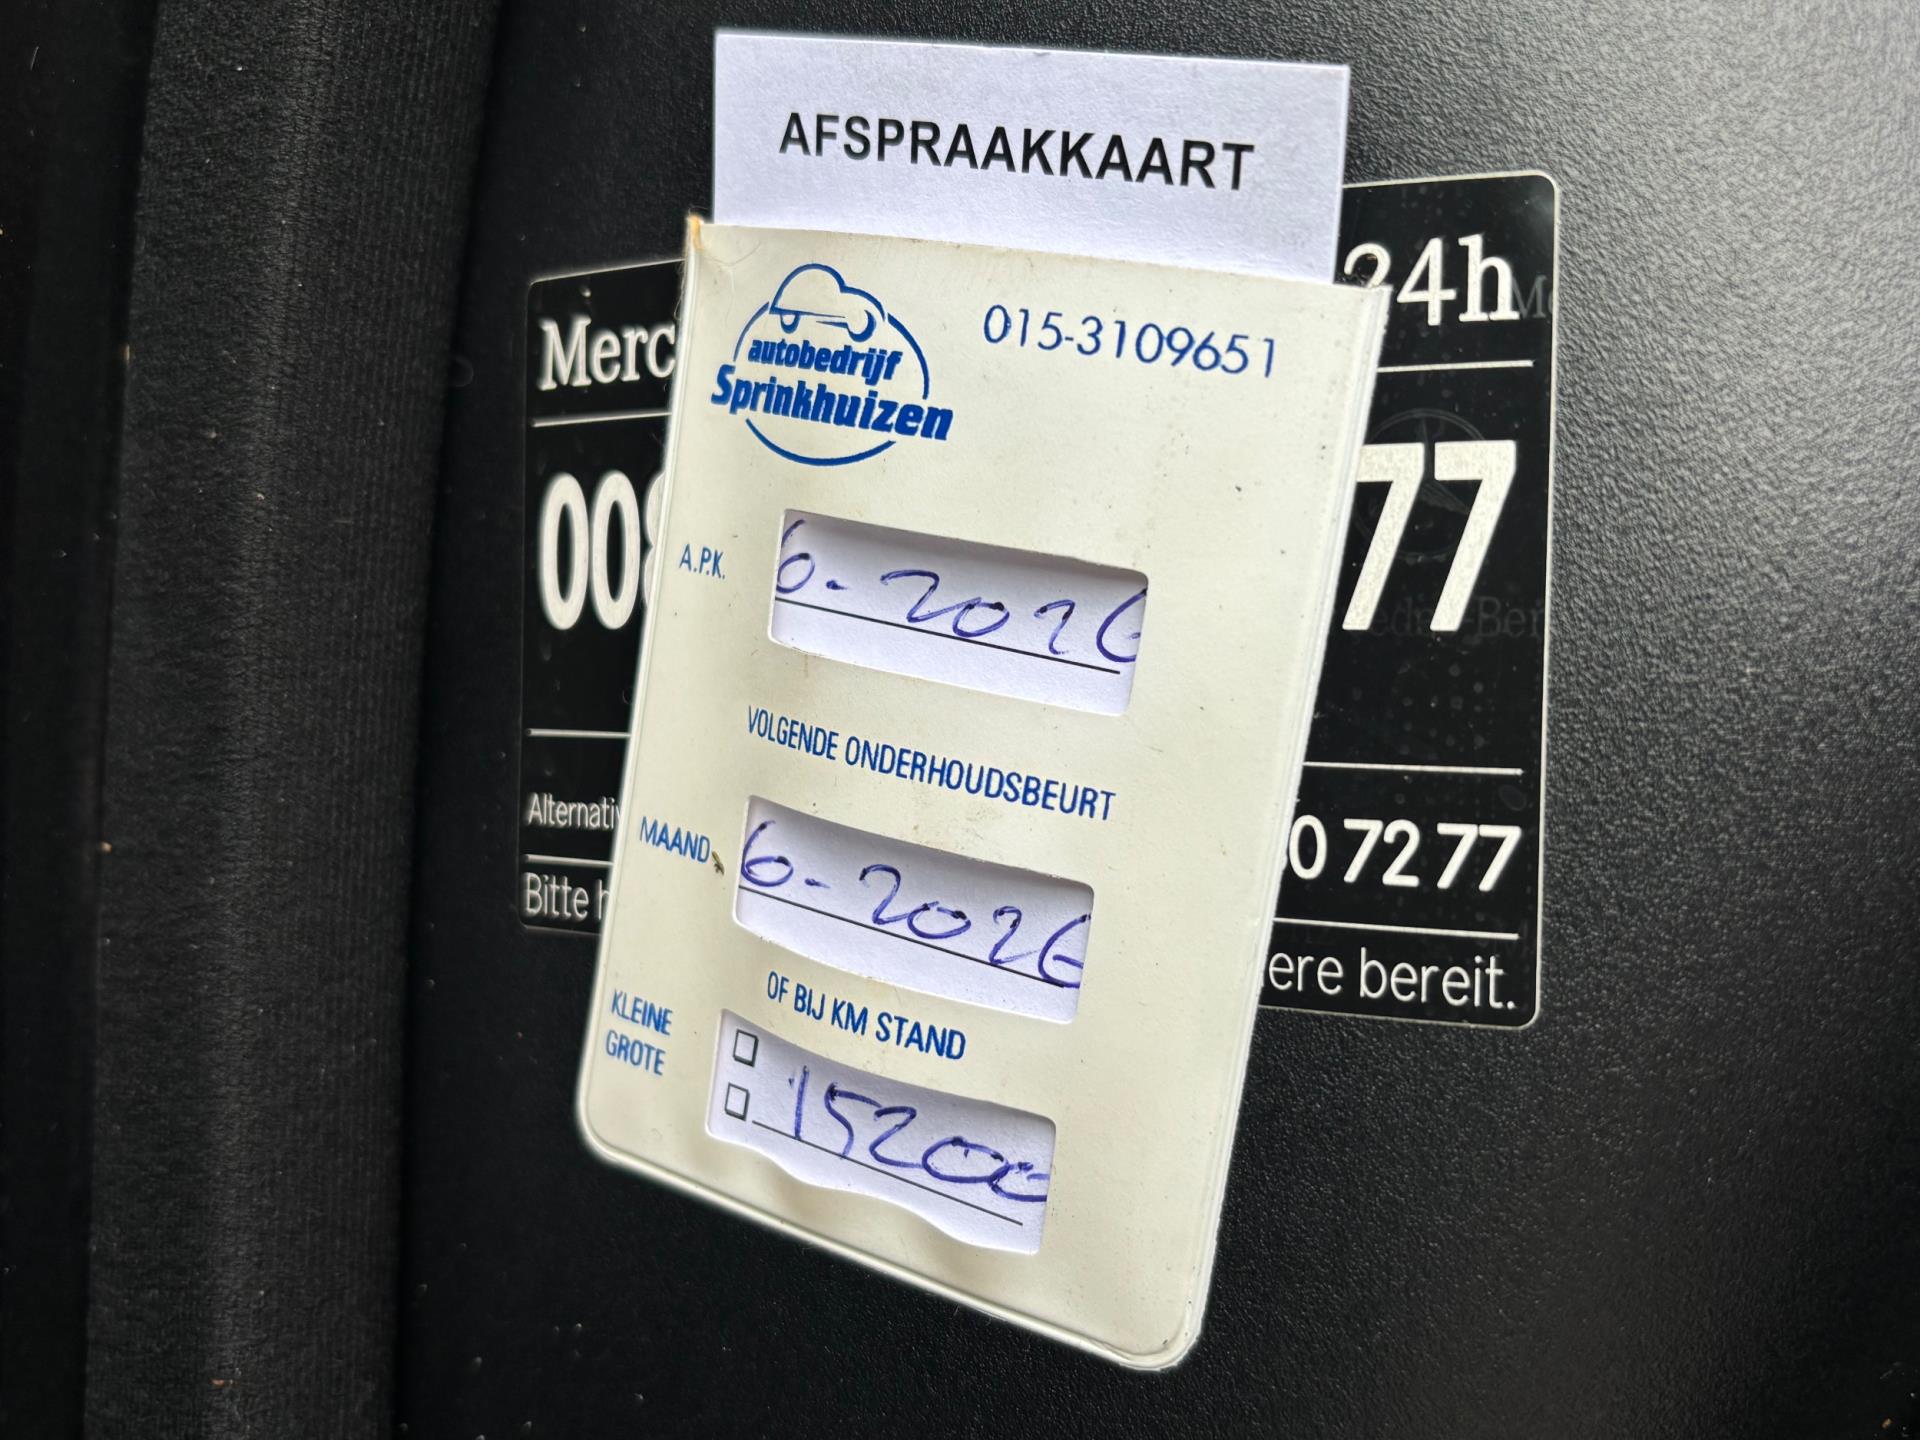 AFSPRAAKKAART
24h
Merc
autobedrijf
Sprinkhuizen
015-3109651
008
77
A.P.K.
6-2026
VOLGENDE ONDERHOUDSBEURT
Alternativ
MAAND
6-2026
0 72 77
Bitte h
ere bereit.
OF BIJ KM STAND
KLEINE
GROTE
15200